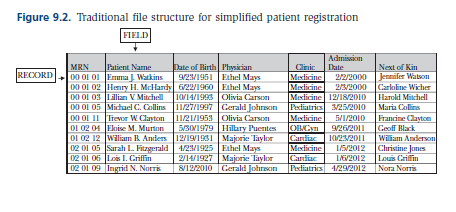 Figure 9.2. Traditional file structure for simplified patient registration
FIELD
RECORD
MRN Patient Name Date of Birth Physician Clinic Admission Date Next of Kin
00 01 01 Emma J. Watkins 9/23/1951 Ethel Mays Medicine 2/2/2000 Jennifer Watson
00 01 02 Henry H. McHardy 6/22/1960 Ethel Mays Medicine 2/3/2000 Carloline Wicher
00 01 03 Lillian V. Mitchell 10/14/1993 Olivia Carson Medicine 12/18/2010 Harold Mitchell
00 01 05 Michael C. Collins 11/27/1997 Gerald Johnson Pediatrics 3/25/2010 Maria Collins
00 01 11 Trevor W. Clayton 11/21/1953 Olivia Carson Medicine 5/1/2010 Francine Clayton
01 02 04 Eloise M. Murton 5/30/1979 Hillary Puentes OB/Gyn 9/26/2011 Geoff Black
01 02 12 William B. Anders 12/19/1931 Majorie Taylor Cardiac 10/23/2011 William Anderson
02 01 05 Sarah L. Fitzgerald 4/23/1925 Ethel Mays Medicine 1/5/2012 Christine Jones
02 01 06 Lois I. Griffin 2/14/1927 Majorie Taylor Cardiac 1/6/2012 Louis Griffin
02 01 09 Ingrid N. Norris 8/12/2010 Gerald Johnson Pediatrics 4/29/2012 Nora Norris